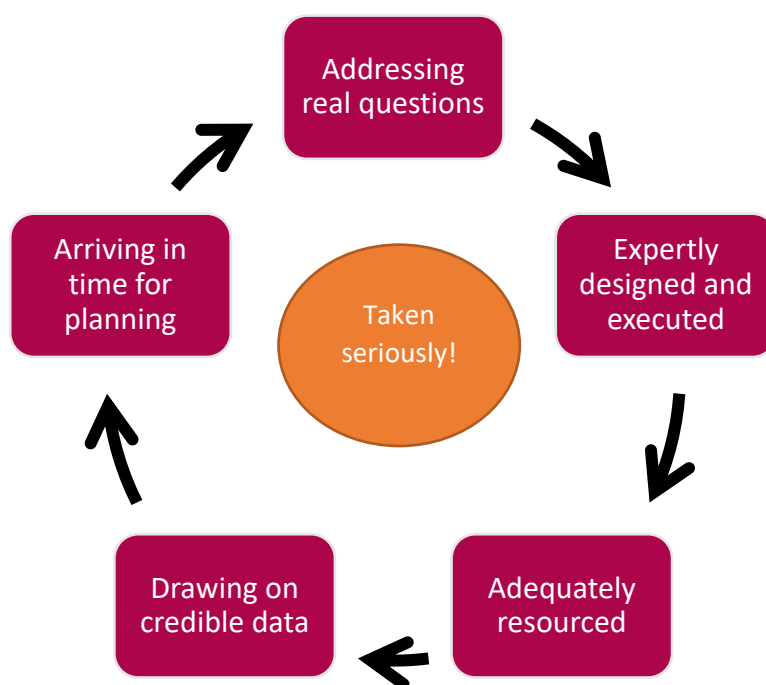 Addressing
real questions
Expertly
designed and
executed
Adequately
resourced
Drawing on
credible data
Arriving in
time for
planning
Taken
seriously!